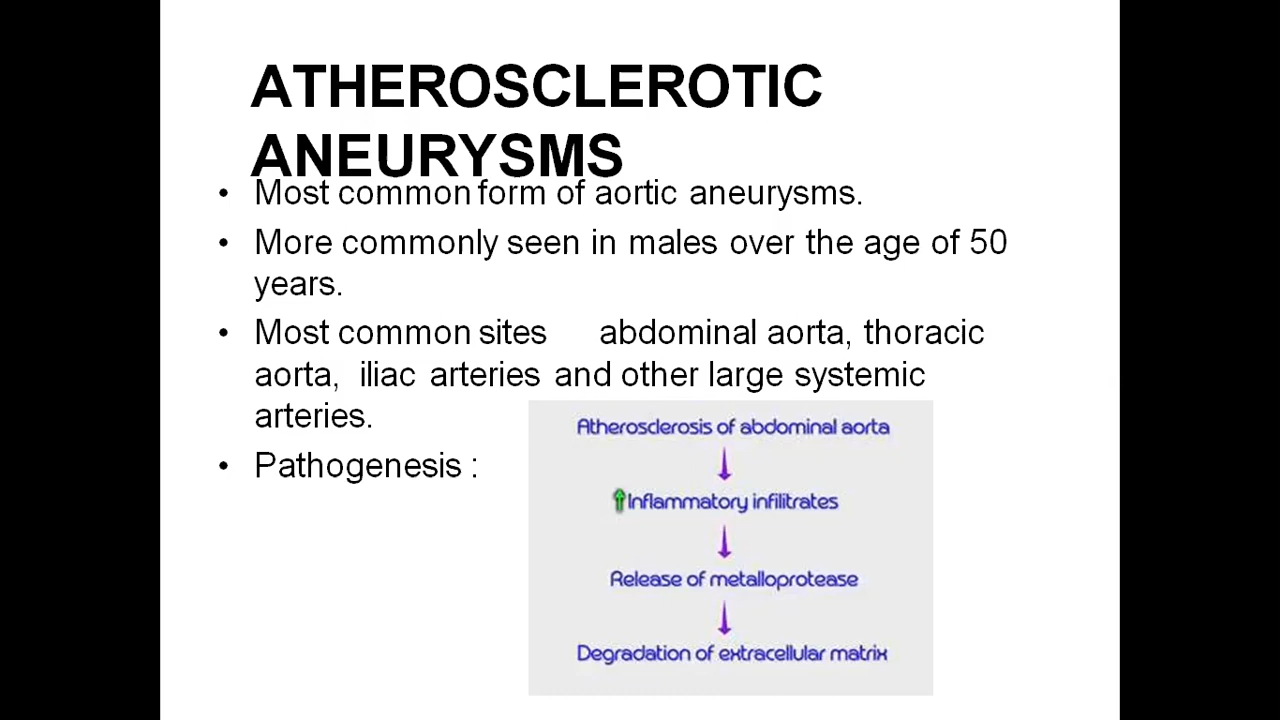 ATHEROSCLEROTIC
ANEURYSMS
• Most common form of aortic aneurysms.
• More commonly seen in males over the age of 50
years.
• Most common sites abdominal aorta, thoracic
aorta, iliac arteries and other large systemic
arteries.
• Pathogenesis :
Atherosclerosis of abdominal aorta
Inflammatory infilitrates
Release of metalloprotease
Degradation of extracellular matrix